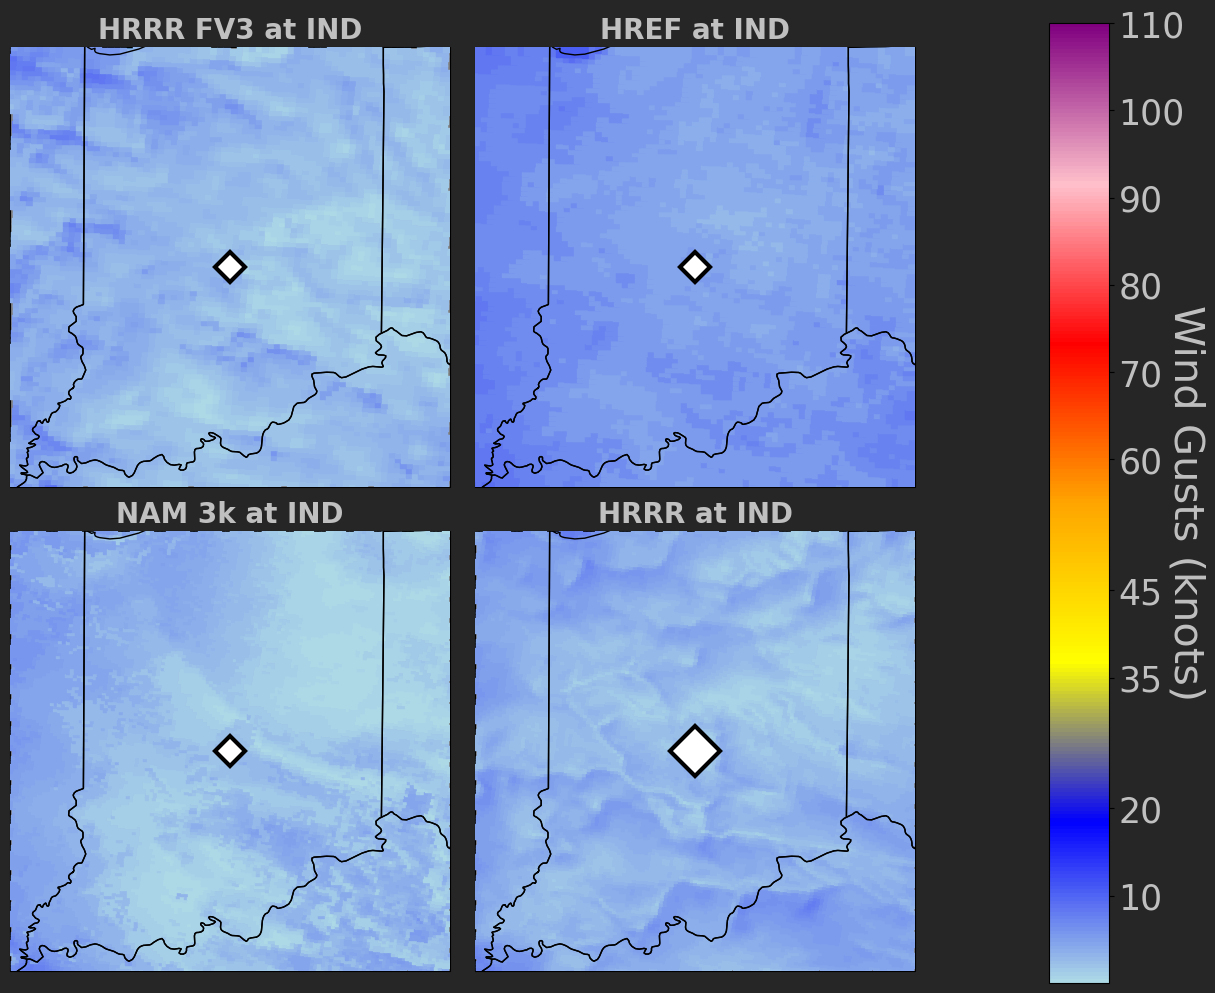 HRRR FV3 at IND
HREF at IND
NAM 3k at IND
HRRR at IND
110
100
90
80
70
60
45
35
20
10
Wind Gusts (knots)